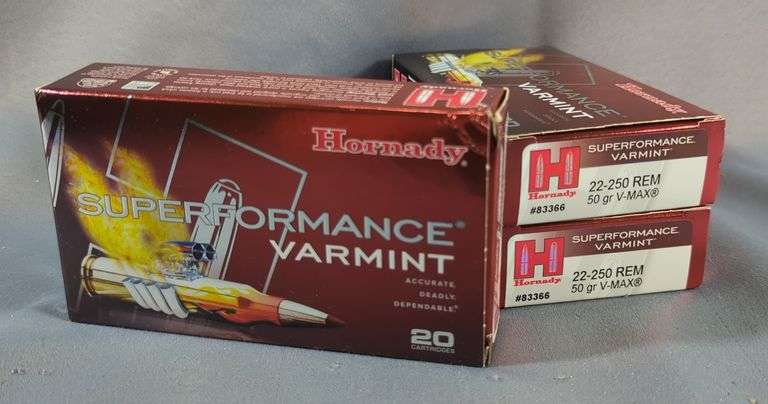 Hornady
SUPERFORMANCE®
VARMINT
ACCURATE.
DEADLY.
DEPENDABLE.®
20
CARTRIDGES
H
H
VARMINT
Hornady
H
Hornady
#83366
SUPERFORMANCE
VARMINT
22-250 REM
50 gr V-MAX®
H
Hornady
#83366
SUPERFORMANCE
VARMINT
22-250 REM
50 gr V-MAX®